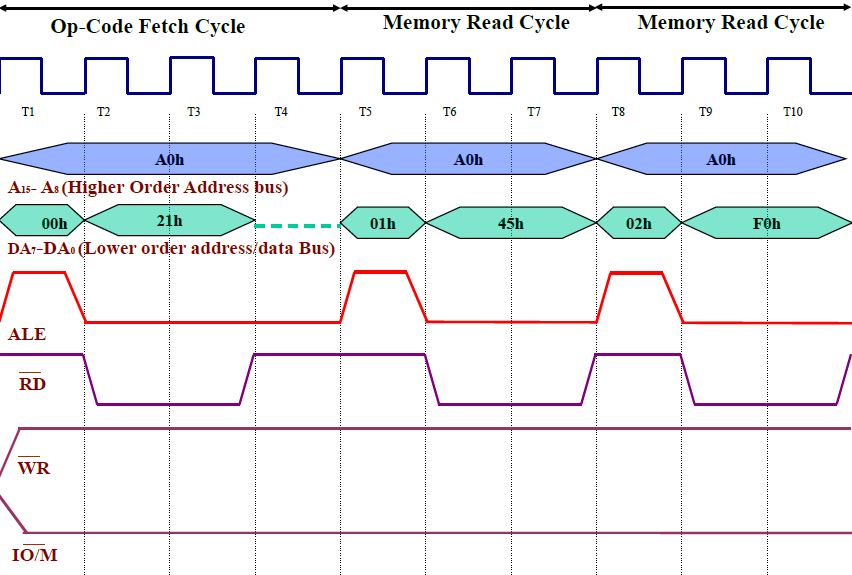 Op-Code Fetch Cycle Memory Read Cycle Memory Read Cycle
T1 T2 T3 T4 T5 T6 T7 T8 T9 T10
A0h A0h A0h
A₁₅– A₈ (Higher Order Address bus)
00h 21h 01h 45h 02h F0h
DA₇–DA₀ (Lower order address/data Bus)
ALE
R̅D̅
W̅R̅
IO/M̅